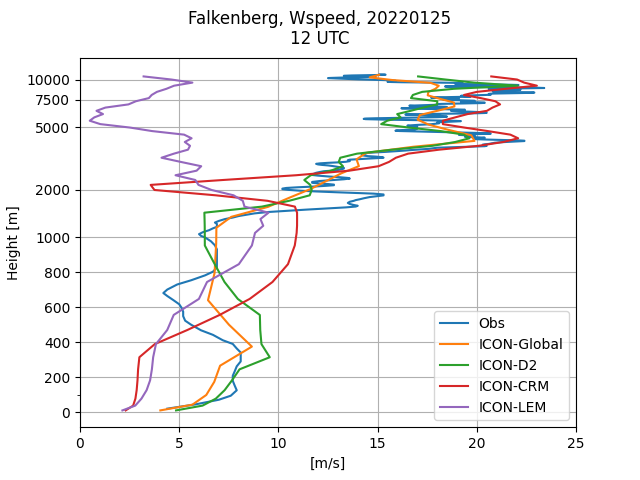 Falkenberg, Wspeed, 20220125
12 UTC
Height [m]
10000
7500
5000
2000
1000
800
600
400
200
0
0 5 10 15 20 25
[m/s]
Obs
ICON-Global
ICON-D2
ICON-CRM
ICON-LEM